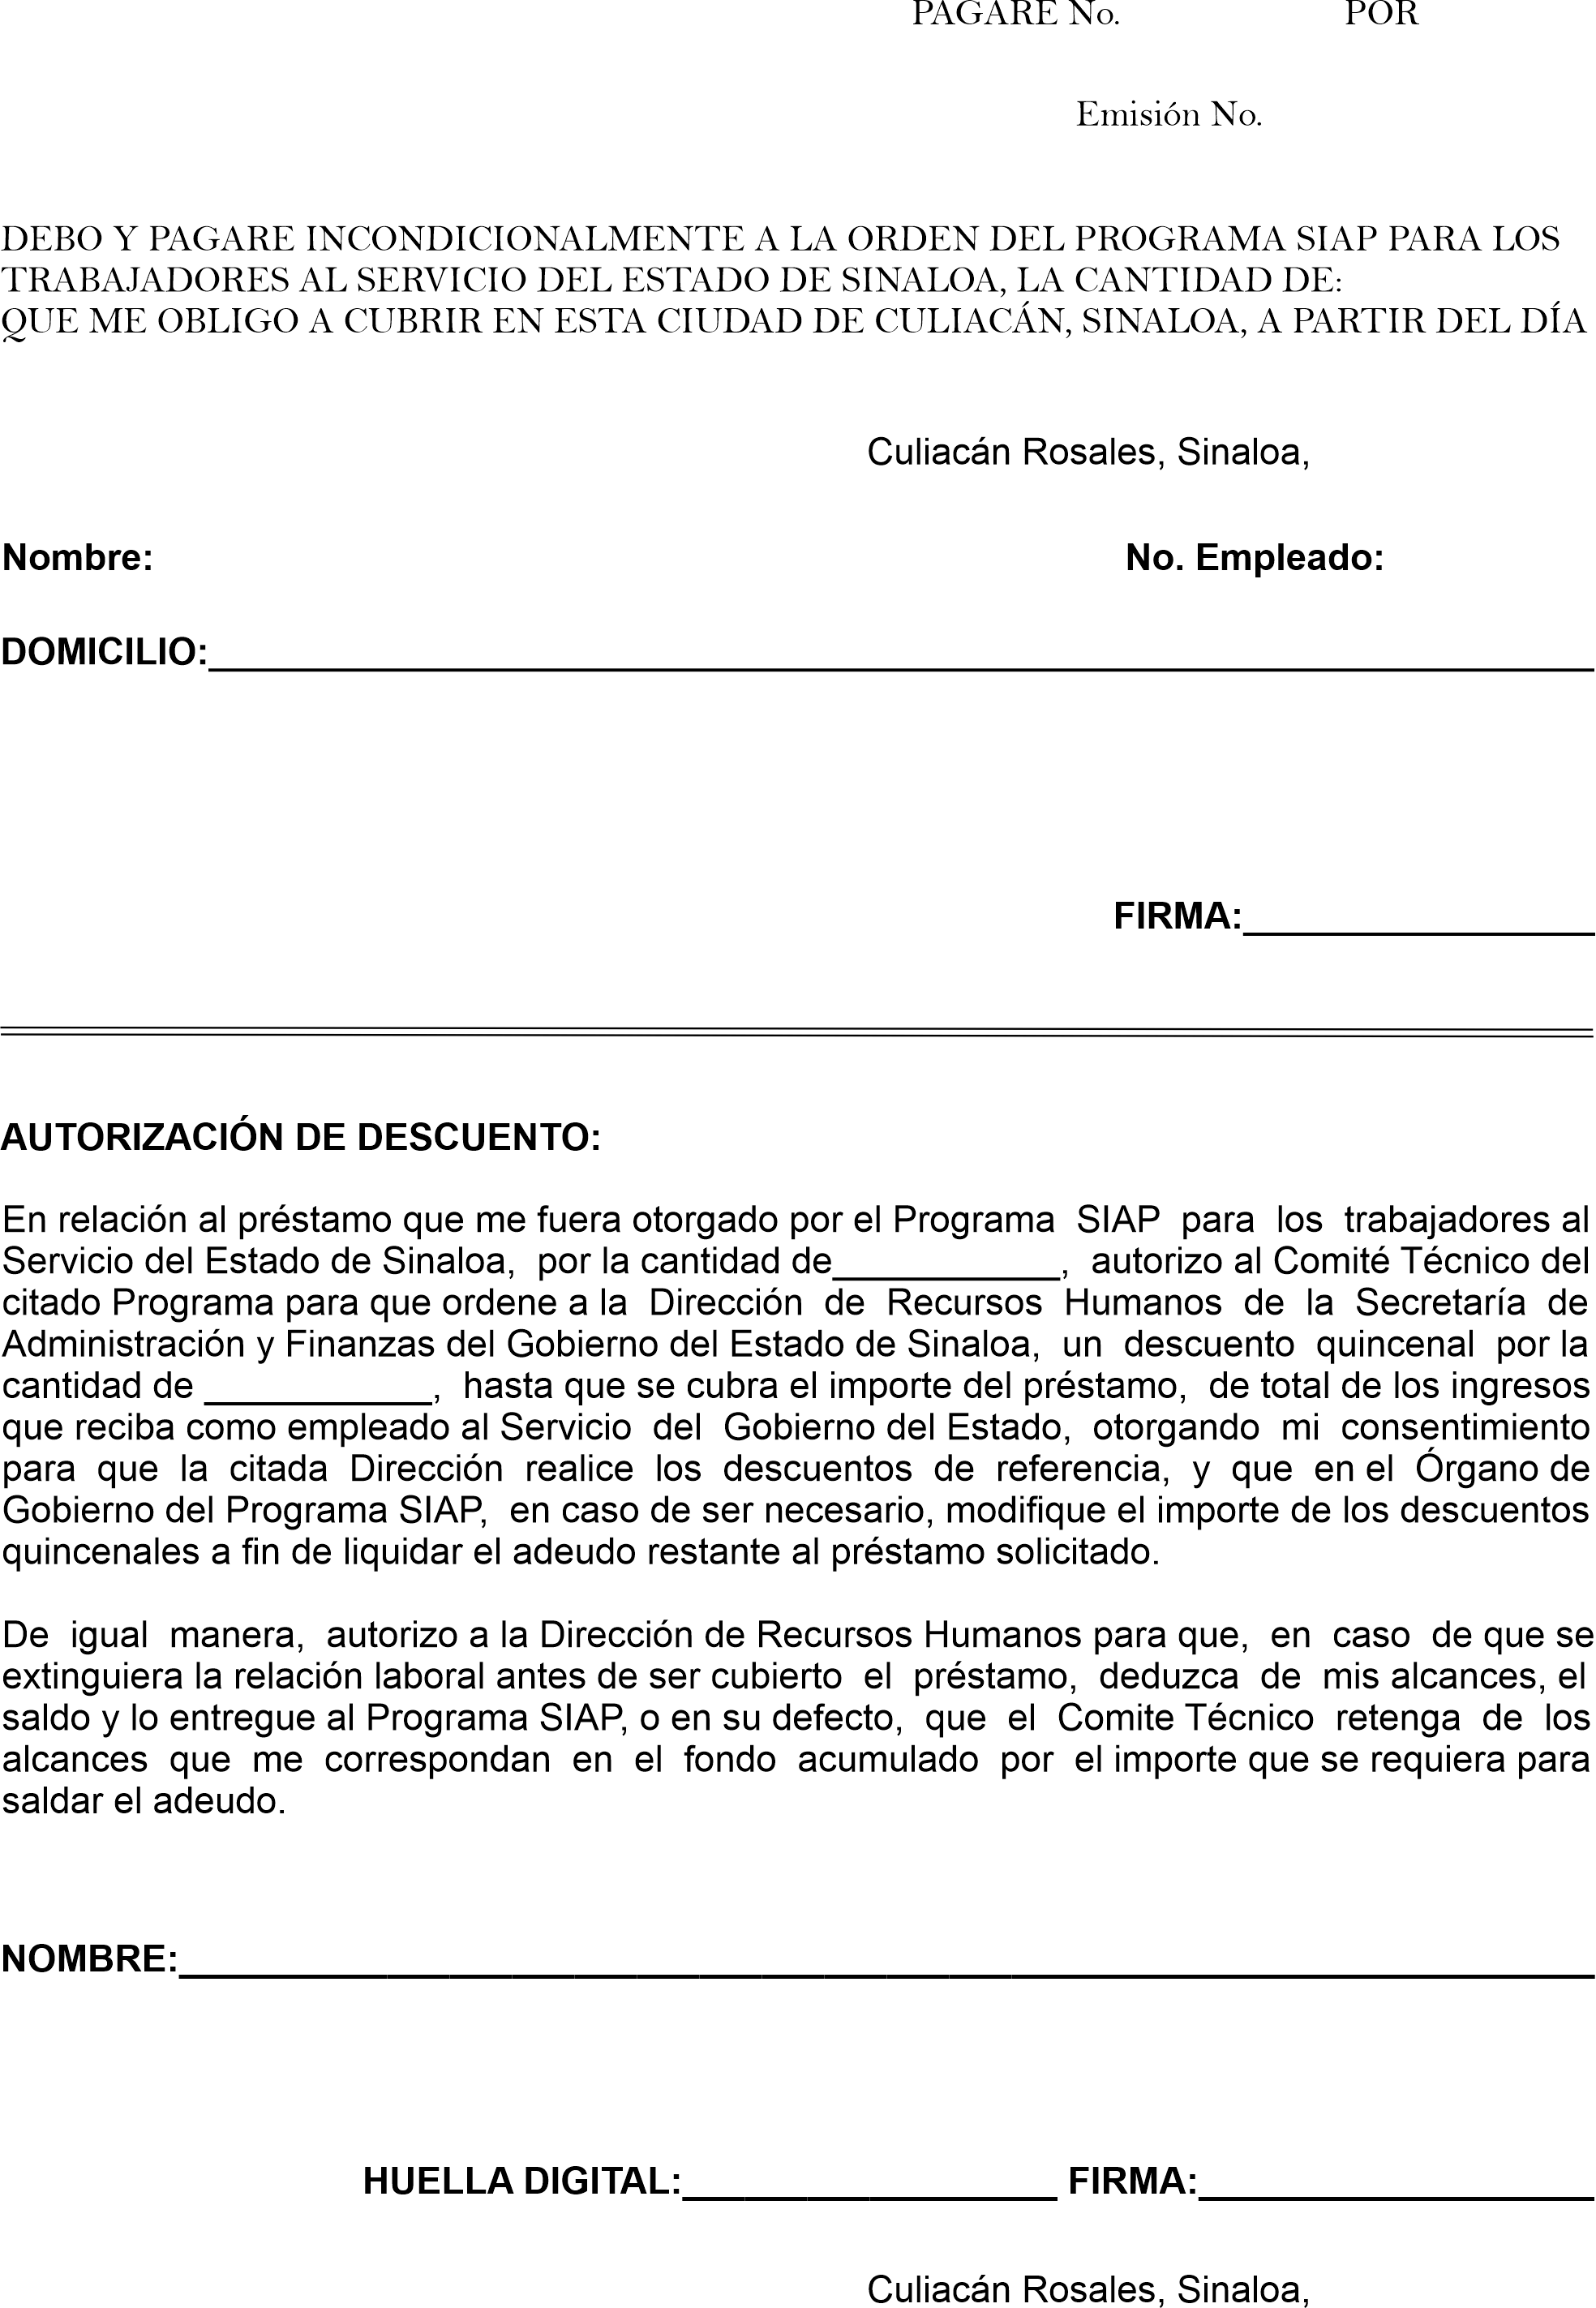 PAGARE No. POR
Emisión No.
DEBO Y PAGARE INCONDICIONALMENTE A LA ORDEN DEL PROGRAMA SIAP PARA LOS
TRABAJADORES AL SERVICIO DEL ESTADO DE SINALOA, LA CANTIDAD DE:
QUE ME OBLIGO A CUBRIR EN ESTA CIUDAD DE CULIACÁN, SINALOA, A PARTIR DEL DÍA
Culiacán Rosales, Sinaloa,
Nombre: No. Empleado:
DOMICILIO:
FIRMA:
AUTORIZACIÓN DE DESCUENTO:
En relación al préstamo que me fuera otorgado por el Programa SIAP para los trabajadores al
Servicio del Estado de Sinaloa, por la cantidad de___________, autorizo al Comité Técnico del
citado Programa para que ordene a la Dirección de Recursos Humanos de la Secretaría de
Administración y Finanzas del Gobierno del Estado de Sinaloa, un descuento quincenal por la
cantidad de ___________, hasta que se cubra el importe del préstamo, de total de los ingresos
que reciba como empleado al Servicio del Gobierno del Estado, otorgando mi consentimiento
para que la citada Dirección realice los descuentos de referencia, y que en el Órgano de
Gobierno del Programa SIAP, en caso de ser necesario, modifique el importe de los descuentos
quincenales a fin de liquidar el adeudo restante al préstamo solicitado.
De igual manera, autorizo a la Dirección de Recursos Humanos para que, en caso de que se
extinguiera la relación laboral antes de ser cubierto el préstamo, deduzca de mis alcances, el
saldo y lo entregue al Programa SIAP, o en su defecto, que el Comite Técnico retenga de los
alcances que me correspondan en el fondo acumulado por el importe que se requiera para
saldar el adeudo.
NOMBRE:
HUELLA DIGITAL:__________________ FIRMA:___________________
Culiacán Rosales, Sinaloa,